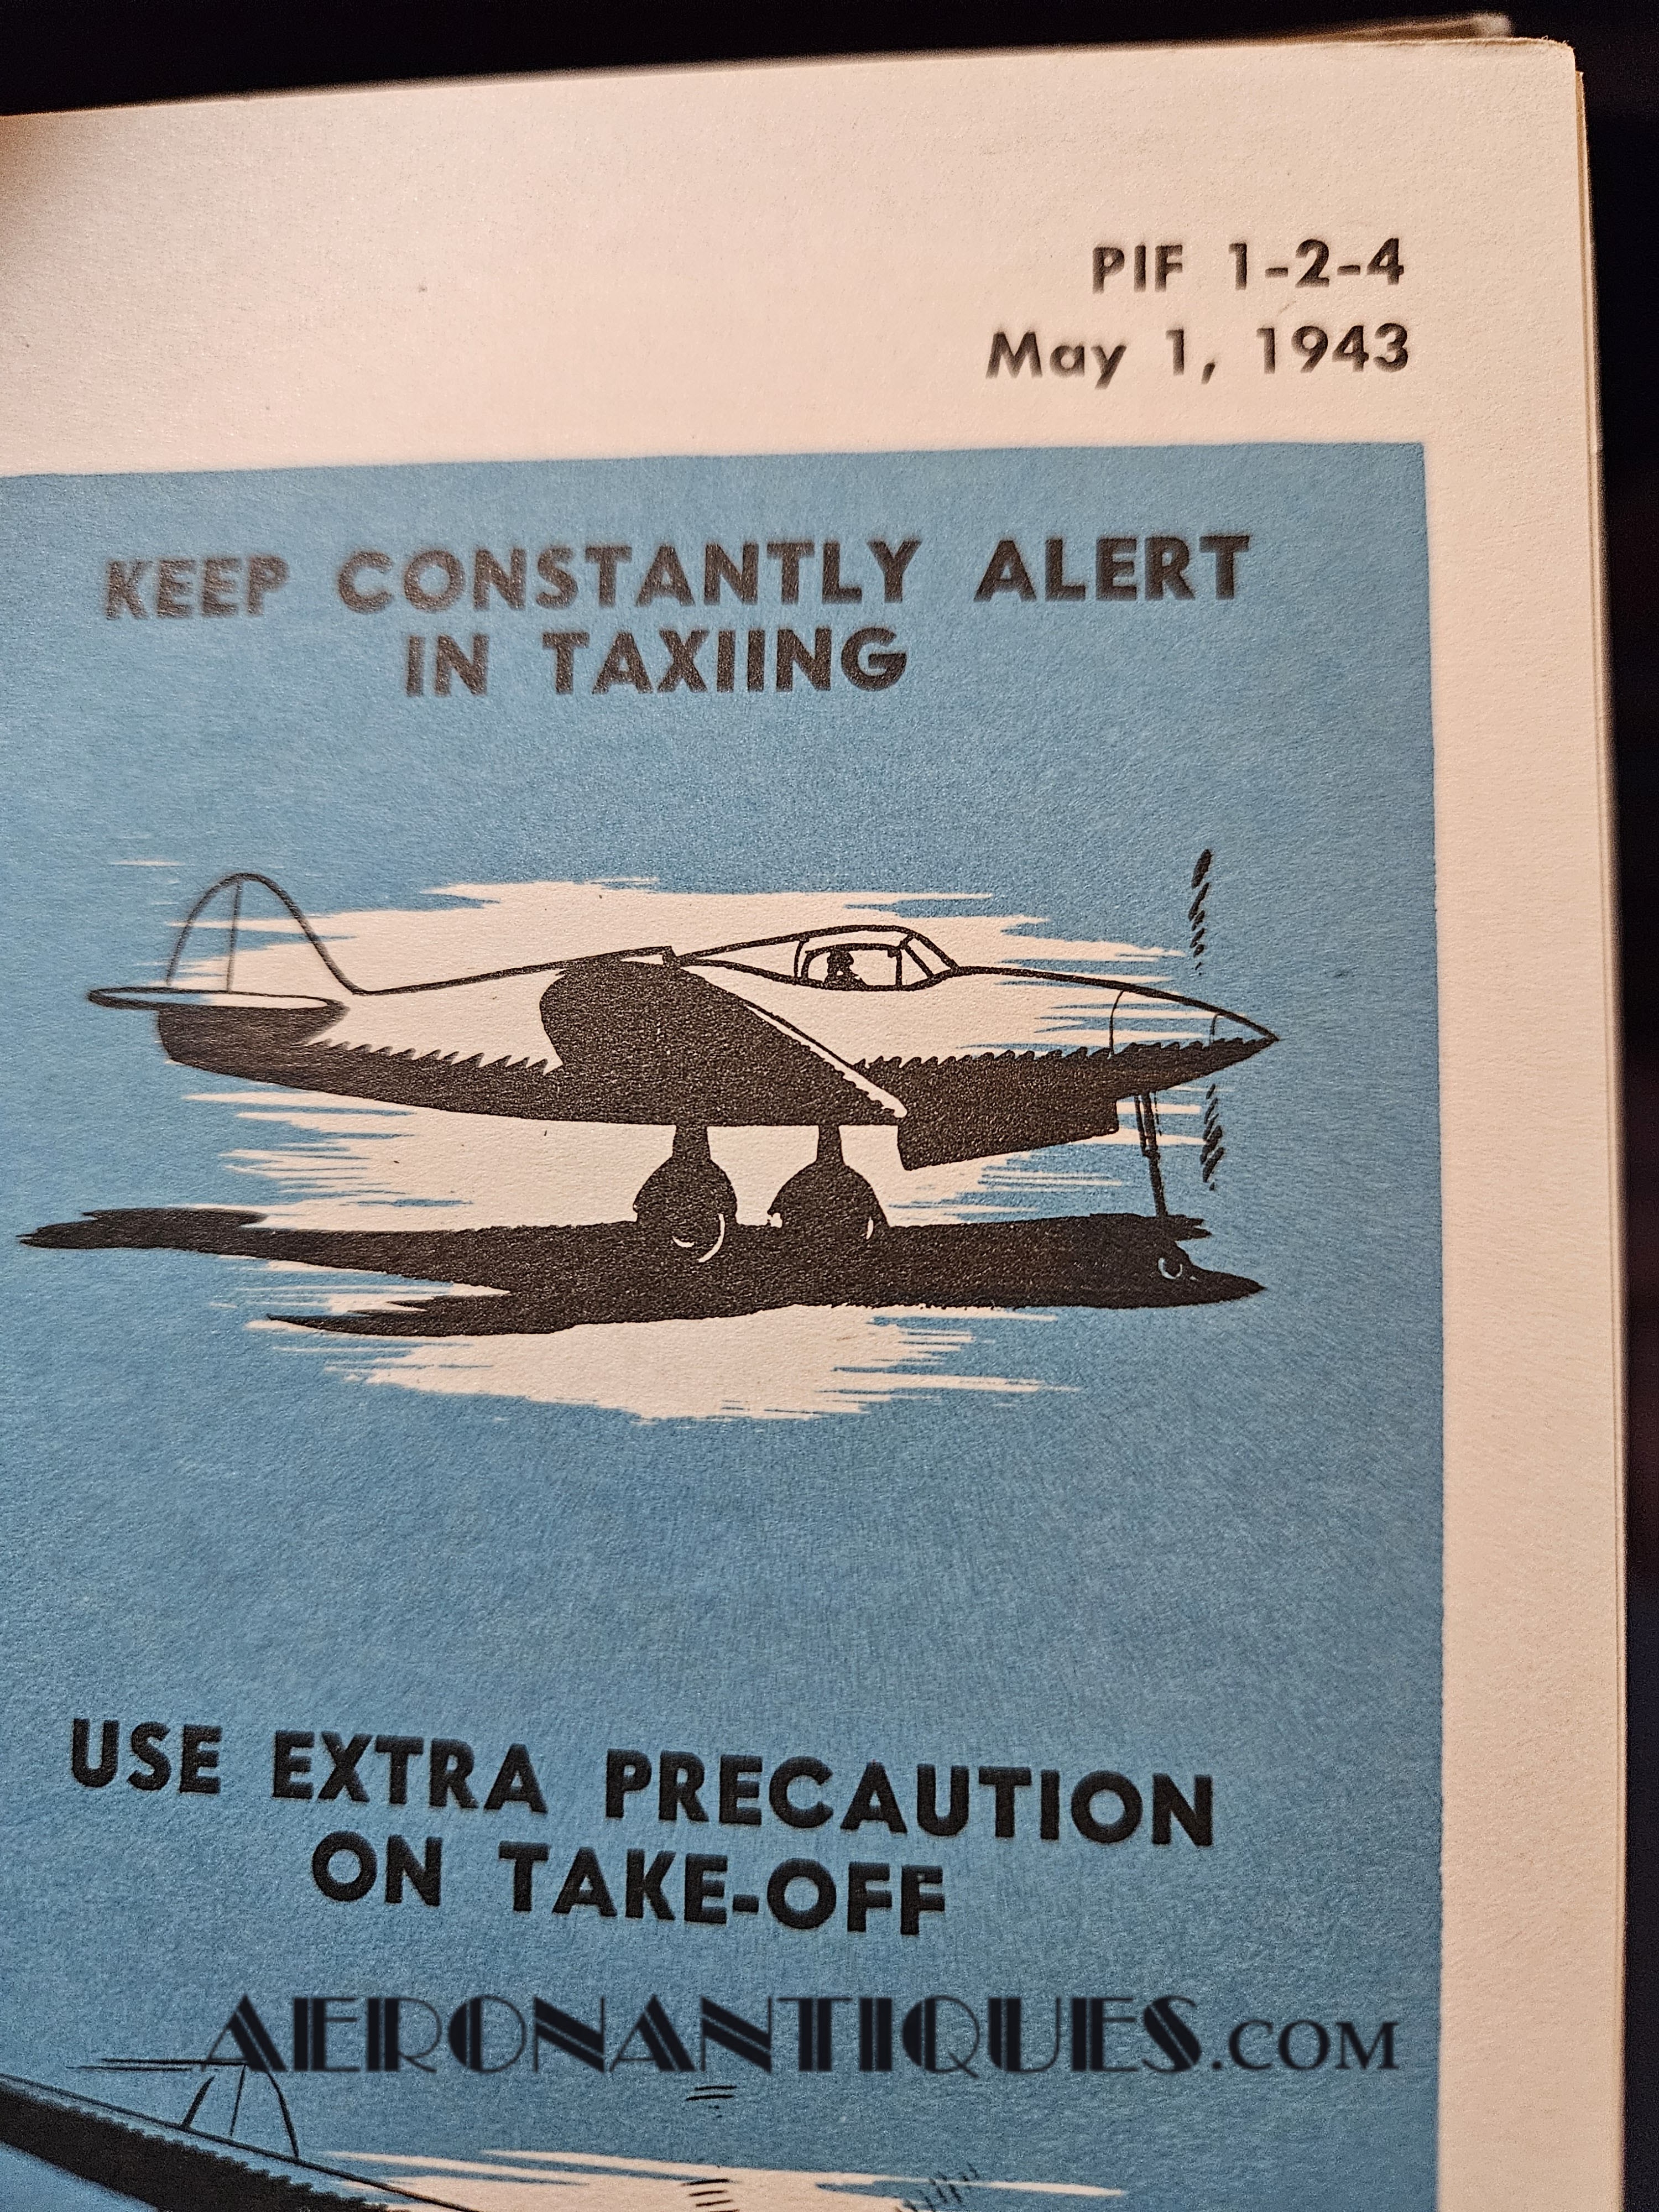 PIF 1-2-4
May 1, 1943
KEEP CONSTANTLY ALERT
IN TAXIING
USE EXTRA PRECAUTION
ON TAKE-OFF
AERONANTIQUES.COM